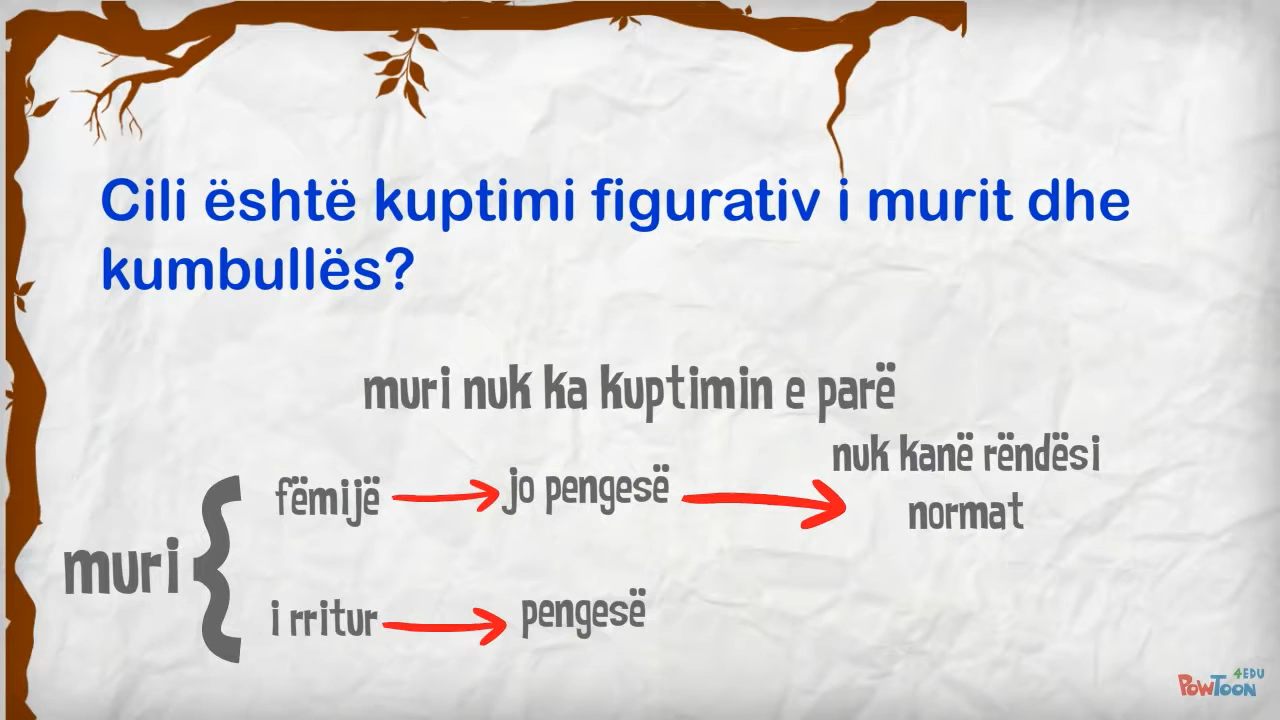 Cili është kuptimi figurativ i murit dhe
kumbullës?
muri nuk ka kuptimin e parë
nuk kanë rëndësi
normat
fëmijë
jo pengesë
muri
i rritur
pengesë
4EDU
POWTOON